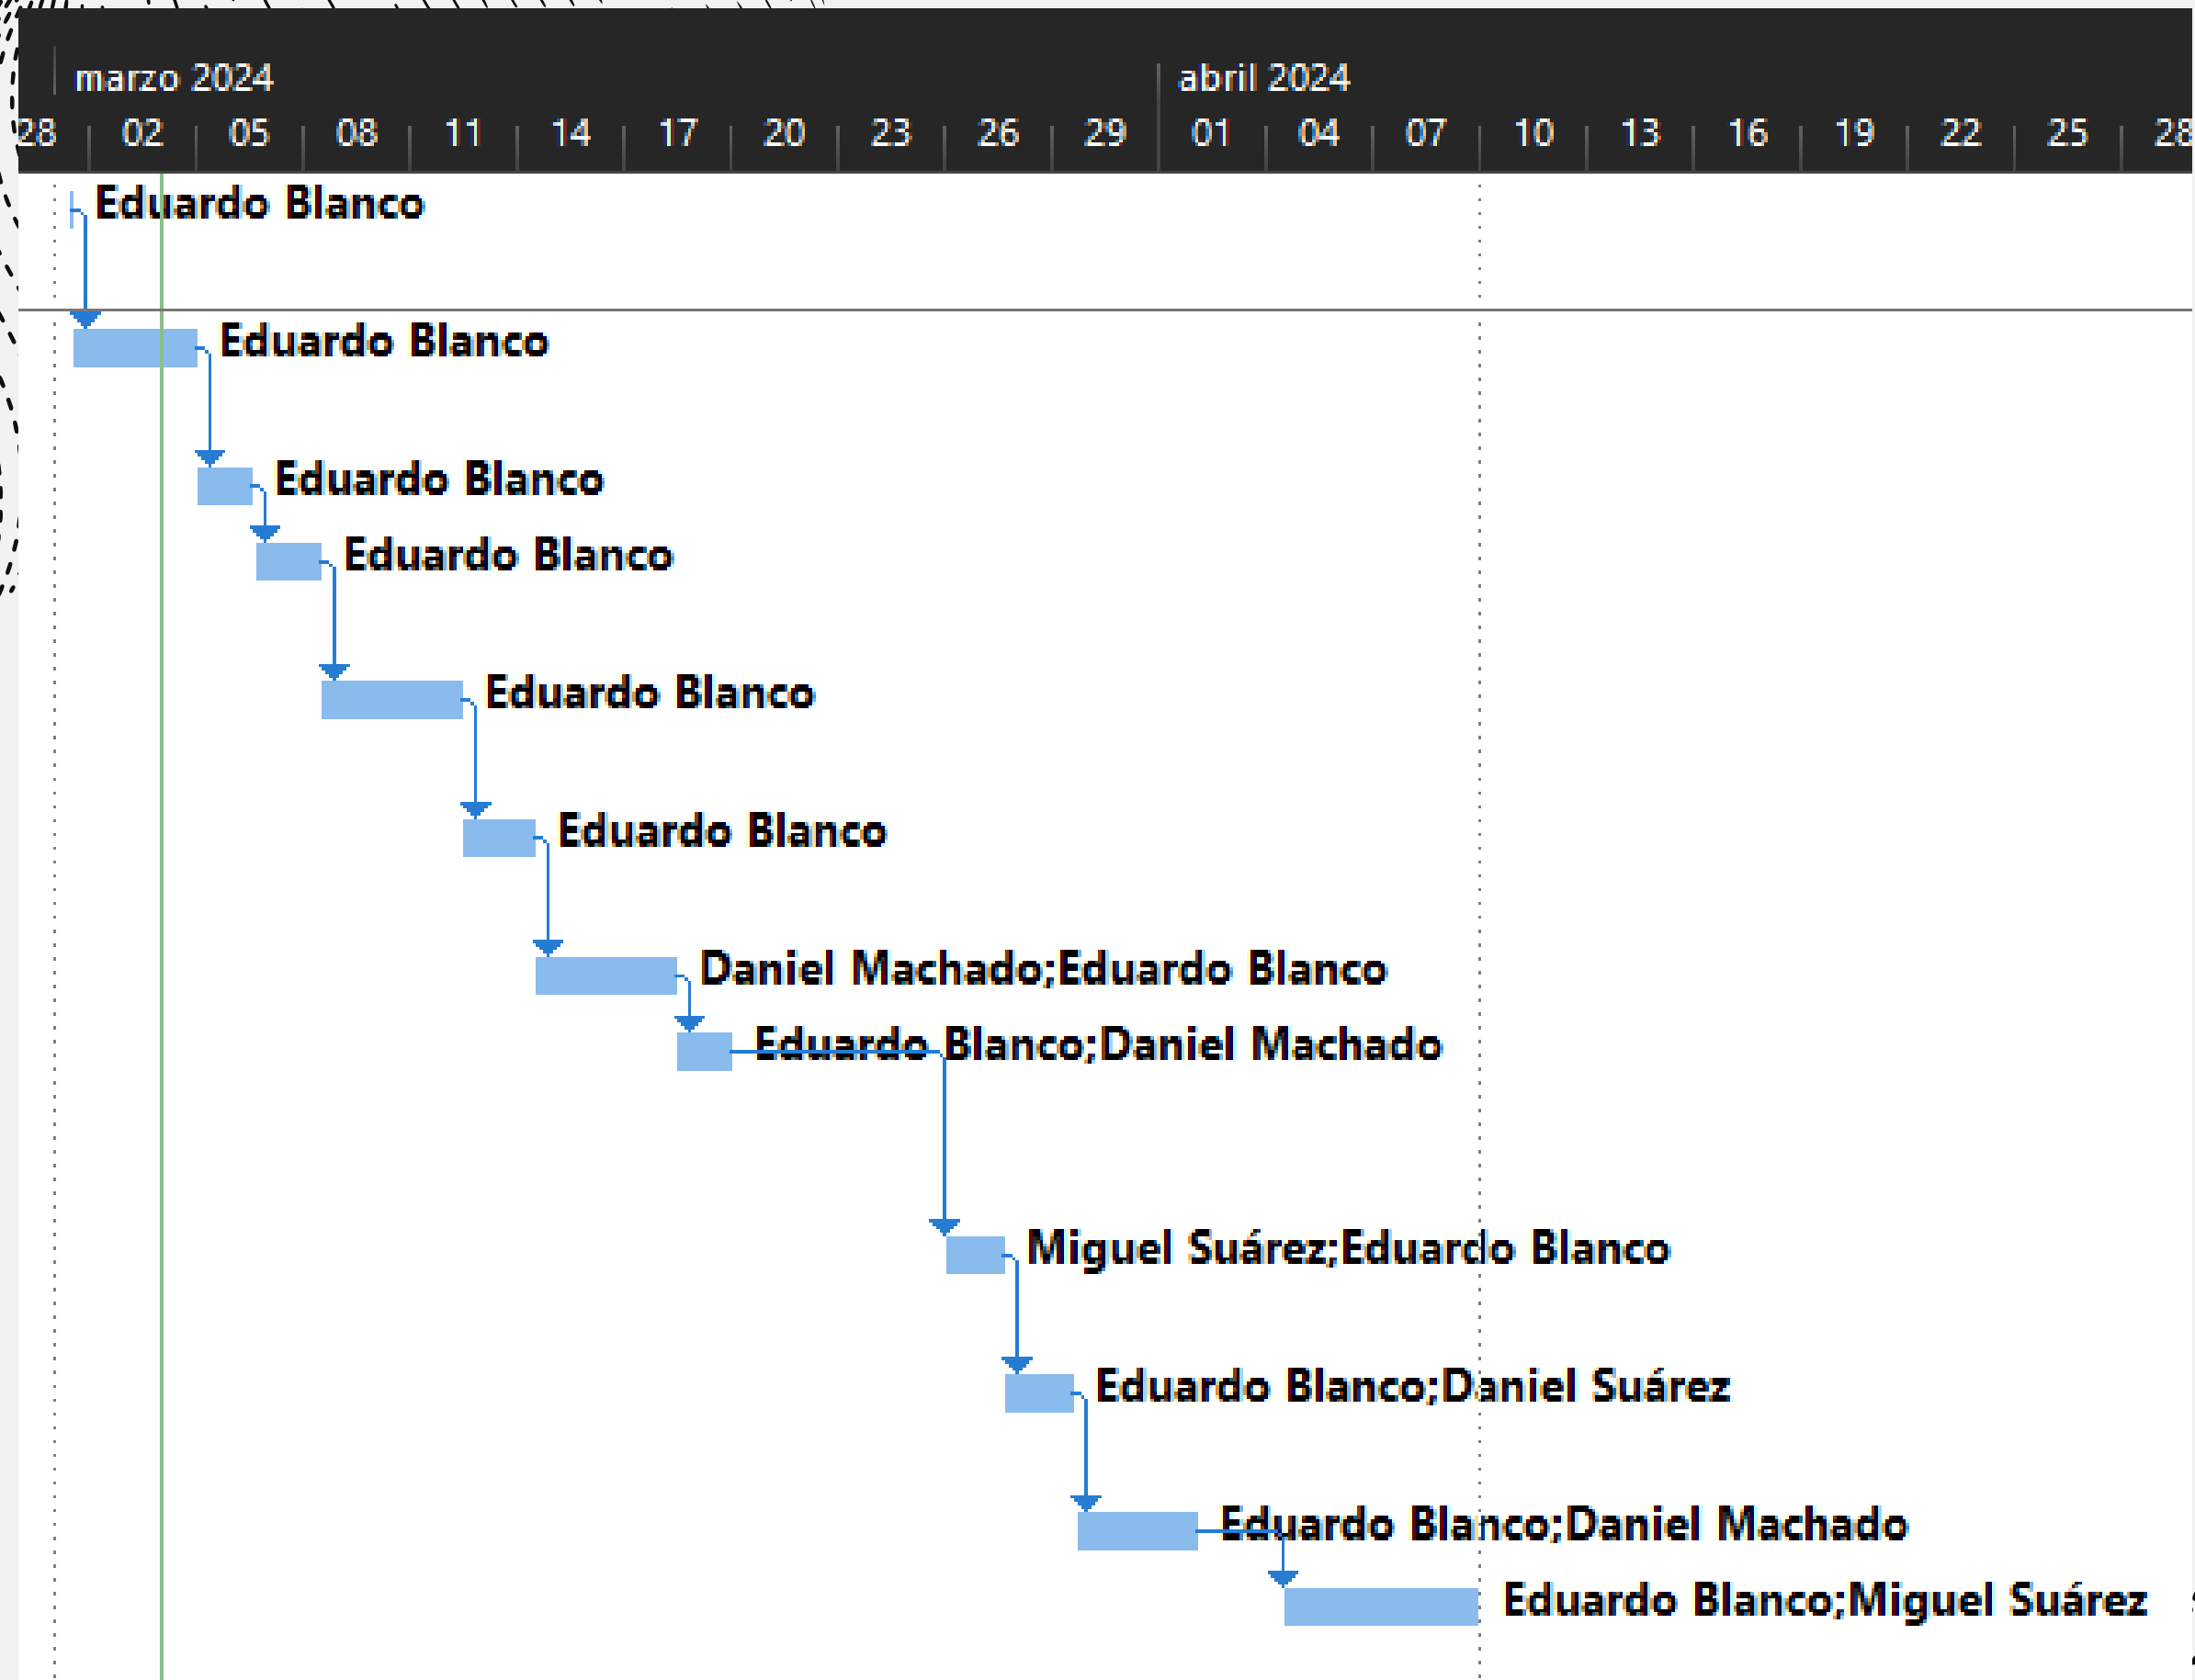 marzo 2024 abril 2024
28 02 05 08 11 14 17 20 23 26 29 01 04 07 10 13 16 19 22 25 28
Eduardo Blanco
Eduardo Blanco
Eduardo Blanco
Eduardo Blanco
Eduardo Blanco
Eduardo Blanco
Daniel Machado;Eduardo Blanco
Eduardo Blanco;Daniel Machado
Miguel Suárez;Eduardo Blanco
Eduardo Blanco;Daniel Suárez
Eduardo Blanco;Daniel Machado
Eduardo Blanco;Miguel Suárez